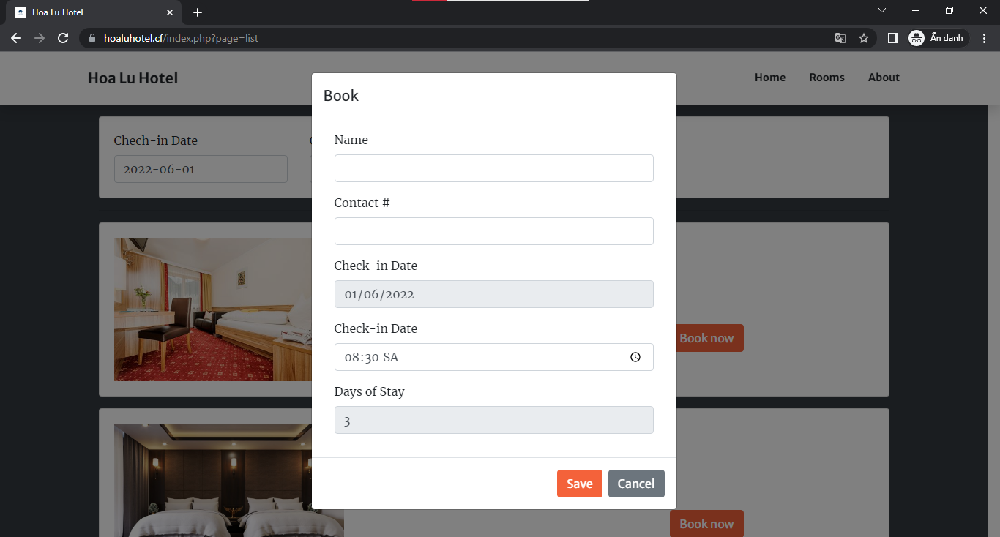 Hoa Lu Hotel
hoaluhotel.cf/index.php?page=list
Ẩn danh
Hoa Lu Hotel
Home
Rooms
About
Book
Chech-in Date
2022-06-01
Name
Contact #
Check-in Date
01/06/2022
Check-in Date
08:30 SA
Days of Stay
3
Book now
Save
Cancel
Book now